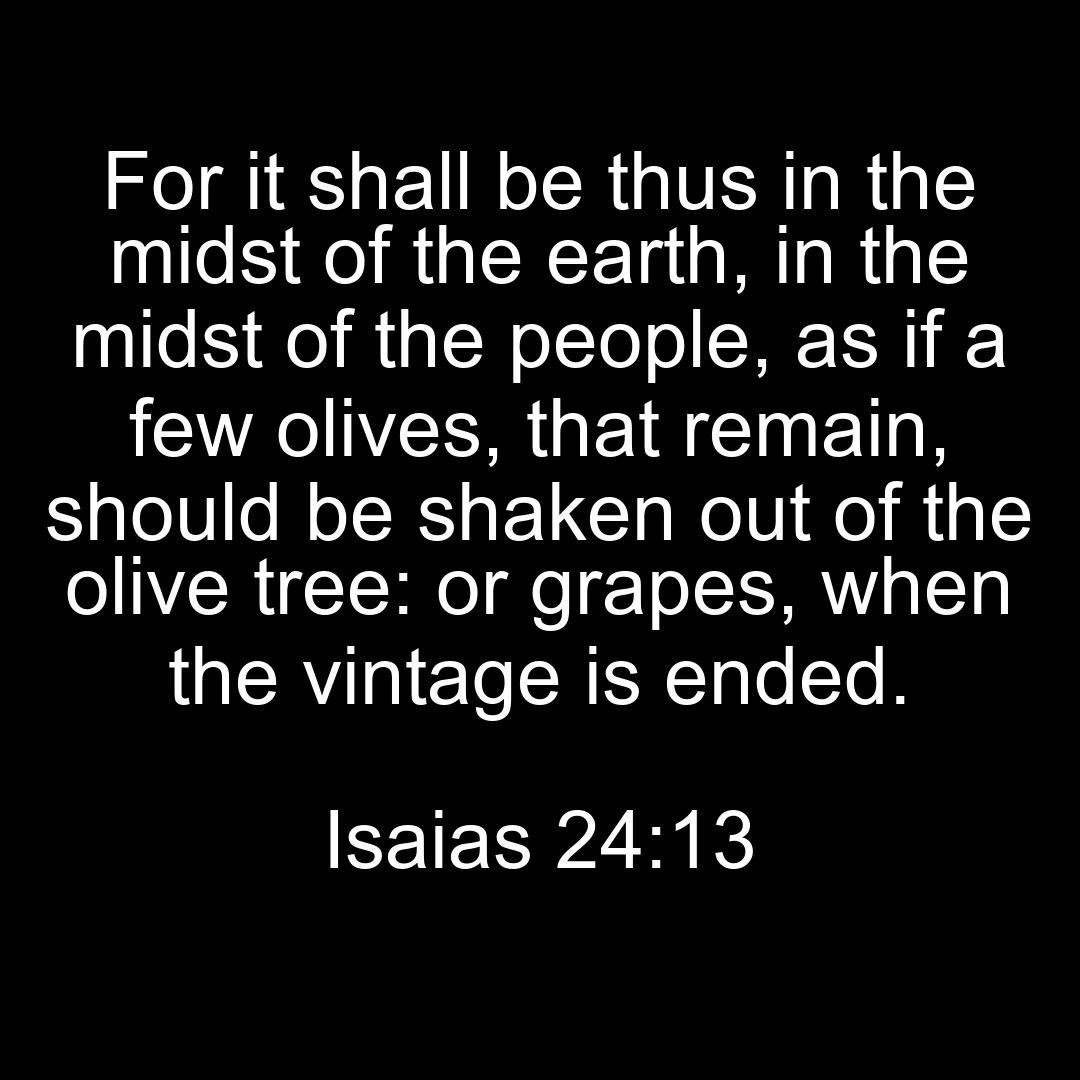 For it shall be thus in the
midst of the earth, in the
midst of the people, as if a
few olives, that remain,
should be shaken out of the
olive tree: or grapes, when
the vintage is ended.
Isaias 24:13